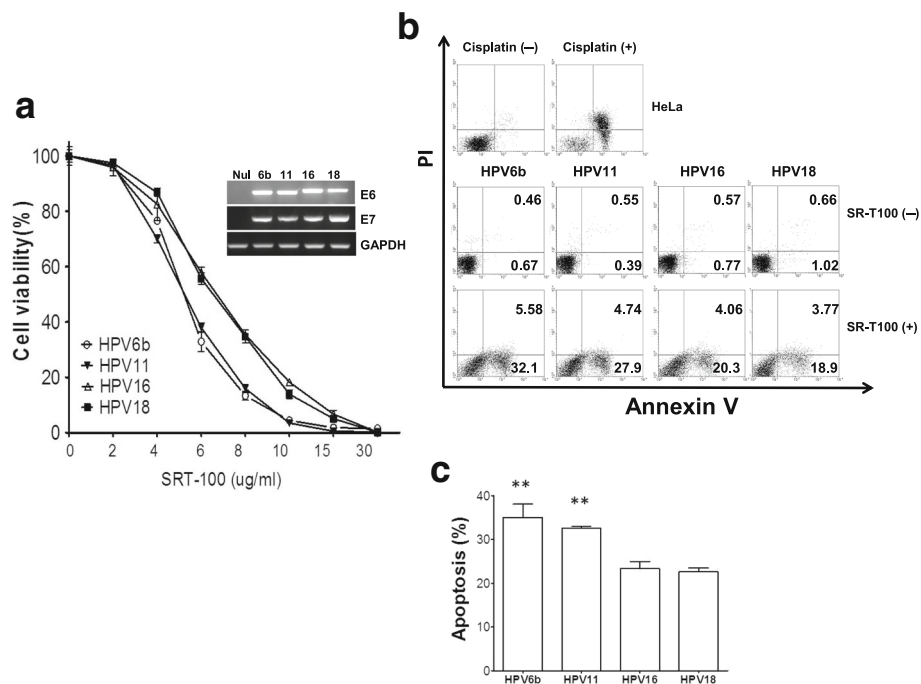 a
Cell viability(%)
100
80
60
40
20
0
0 2 4 6 8 10 15 30
SRT-100 (ug/ml)
HPV6b
HPV11
HPV16
HPV18
Nul 6b 11 16 18
E6
E7
GAPDH
b
PI
Cisplatin (—) Cisplatin (+)
HeLa
HPV6b HPV11 HPV16 HPV18
0.46 0.55 0.57 0.66
SR-T100 (—)
0.67 0.39 0.77 1.02
5.58 4.74 4.06 3.77
SR-T100 (+)
32.1 27.9 20.3 18.9
Annexin V
c
Apoptosis (%)
40
30
20
10
0
** **
HPV6b HPV11 HPV16 HPV18